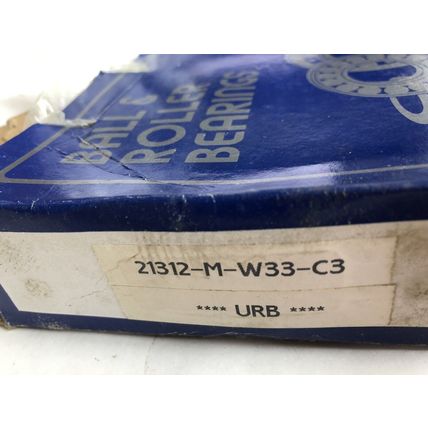 BALL &
ROLLER
BEARINGS
21312-M-W33-C3
**** URB ****